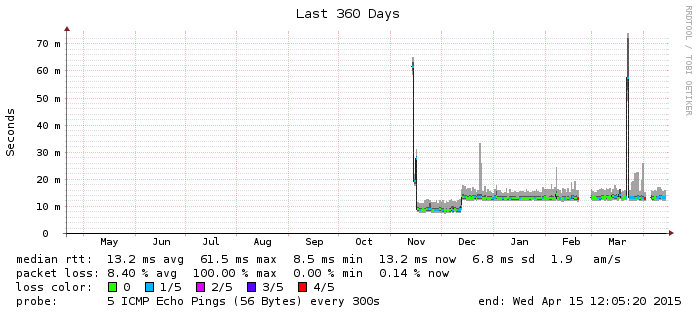 Last 360 Days
RRDTOOL / TOBI OETIKER
Seconds
70 m
60 m
50 m
40 m
30 m
20 m
10 m
0
May Jun Jul Aug Sep Oct Nov Dec Jan Feb Mar
median rtt: 13.2 ms avg 61.5 ms max 8.5 ms min 13.2 ms now 6.8 ms sd 1.9 am/s
packet loss: 8.40 % avg 100.00 % max 0.00 % min 0.14 % now
loss color: 0 1/5 2/5 3/5 4/5
probe: 5 ICMP Echo Pings (56 Bytes) every 300s end: Wed Apr 15 12:05:20 2015